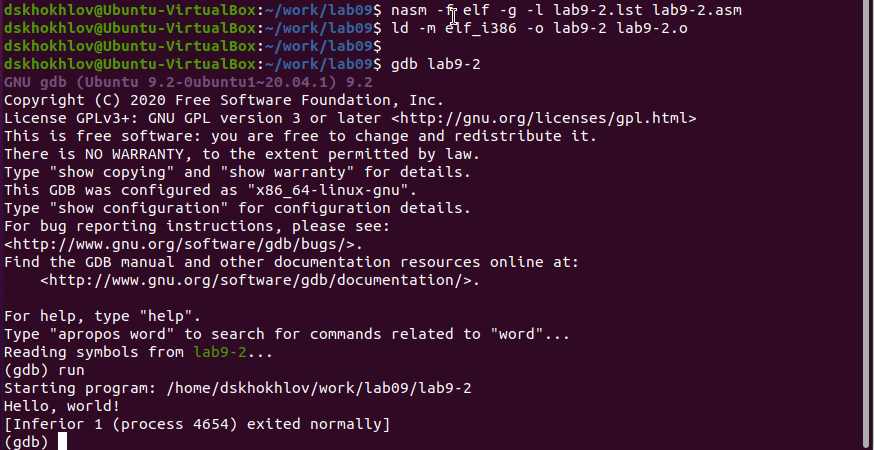 dskhokhlov@Ubuntu-VirtualBox:~/work/lab09$ nasm -f elf -g -l lab9-2.lst lab9-2.asm
dskhokhlov@Ubuntu-VirtualBox:~/work/lab09$ ld -m elf_i386 -o lab9-2 lab9-2.o
dskhokhlov@Ubuntu-VirtualBox:~/work/lab09$
dskhokhlov@Ubuntu-VirtualBox:~/work/lab09$ gdb lab9-2
GNU gdb (Ubuntu 9.2-0ubuntu1~20.04.1) 9.2
Copyright (C) 2020 Free Software Foundation, Inc.
License GPLv3+: GNU GPL version 3 or later <http://gnu.org/licenses/gpl.html>
This is free software: you are free to change and redistribute it.
There is NO WARRANTY, to the extent permitted by law.
Type "show copying" and "show warranty" for details.
This GDB was configured as "x86_64-linux-gnu".
Type "show configuration" for configuration details.
For bug reporting instructions, please see:
<http://www.gnu.org/software/gdb/bugs/>.
Find the GDB manual and other documentation resources online at:
    <http://www.gnu.org/software/gdb/documentation/>.

For help, type "help".
Type "apropos word" to search for commands related to "word"...
Reading symbols from lab9-2...
(gdb) run
Starting program: /home/dskhokhlov/work/lab09/lab9-2
Hello, world!
[Inferior 1 (process 4654) exited normally]
(gdb)